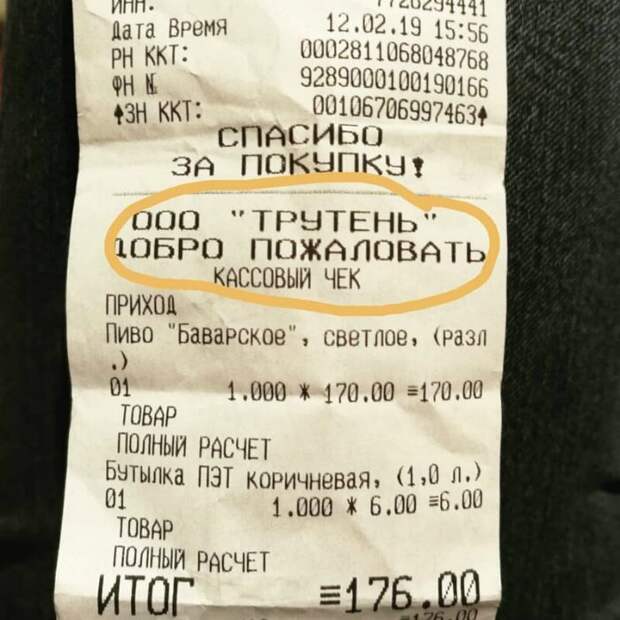 ИНН: 7728294441
Дата Время 12.02.19 15:56
РН ККТ: 0002811068048768
ФН № 9289000100190166
↟ЗН ККТ: 00106706997463↟
СПАСИБО
ЗА ПОКУПКУ!
ООО "ТРУТЕНЬ"
ДОБРО ПОЖАЛОВАТЬ
КАССОВЫЙ ЧЕК
ПРИХОД
Пиво "Баварское", светлое, (разл
.)
01 1.000 * 170.00 ≡170.00
ТОВАР
ПОЛНЫЙ РАСЧЕТ
Бутылка ПЭТ коричневая, (1,0 л.)
01 1.000 * 6.00 ≡6.00
ТОВАР
ПОЛНЫЙ РАСЧЕТ
ИТОГ ≡176.00
176.00